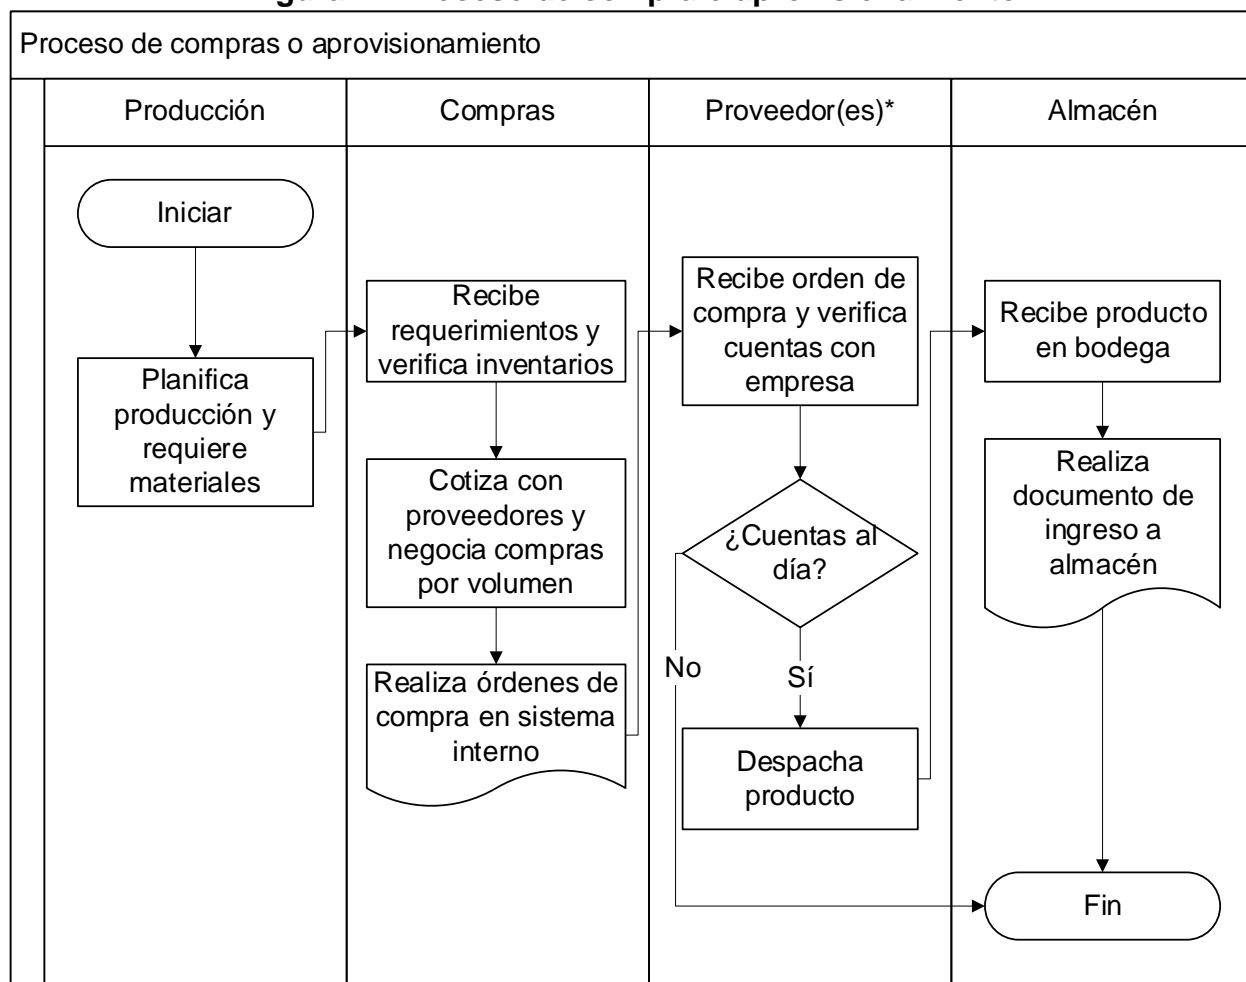 Proceso de compras o aprovisionamiento
Producción
Compras
Proveedor(es)*
Almacén
Iniciar
Planifica
producción y
requiere
materiales
Recibe
requerimientos y
verifica inventarios
Cotiza con
proveedores y
negocia compras
por volumen
Realiza órdenes de
compra en sistema
interno
Recibe orden de
compra y verifica
cuentas con
empresa
¿Cuentas al
día?
No
Sí
Despacha
producto
Recibe producto
en bodega
Realiza
documento de
ingreso a
almacén
Fin